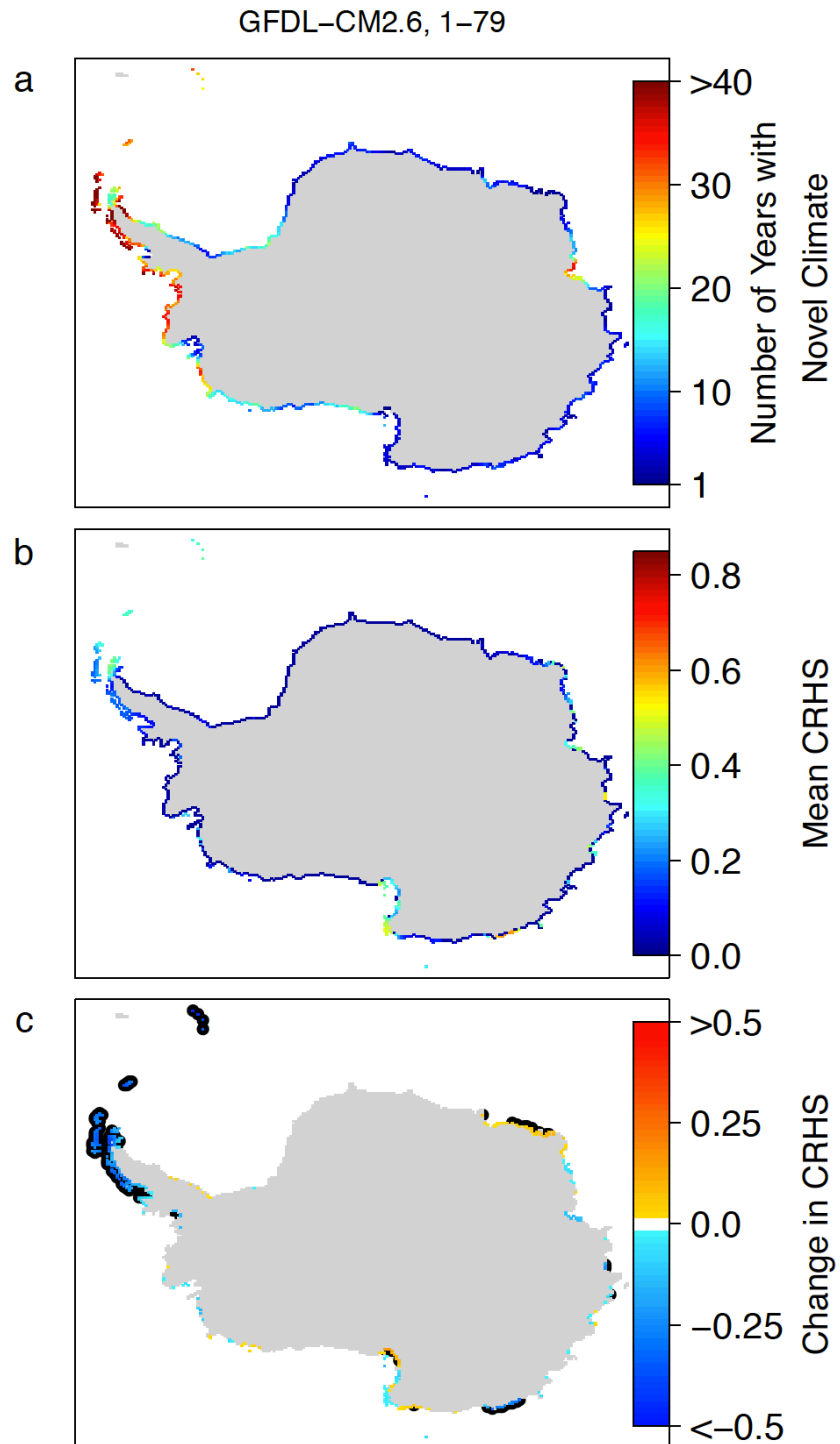 GFDL−CM2.6, 1−79
a
>40
30
20
10
1
Number of Years with
Novel Climate
b
0.8
0.6
0.4
0.2
0.0
Mean CRHS
c
>0.5
0.25
0.0
−0.25
<−0.5
Change in CRHS